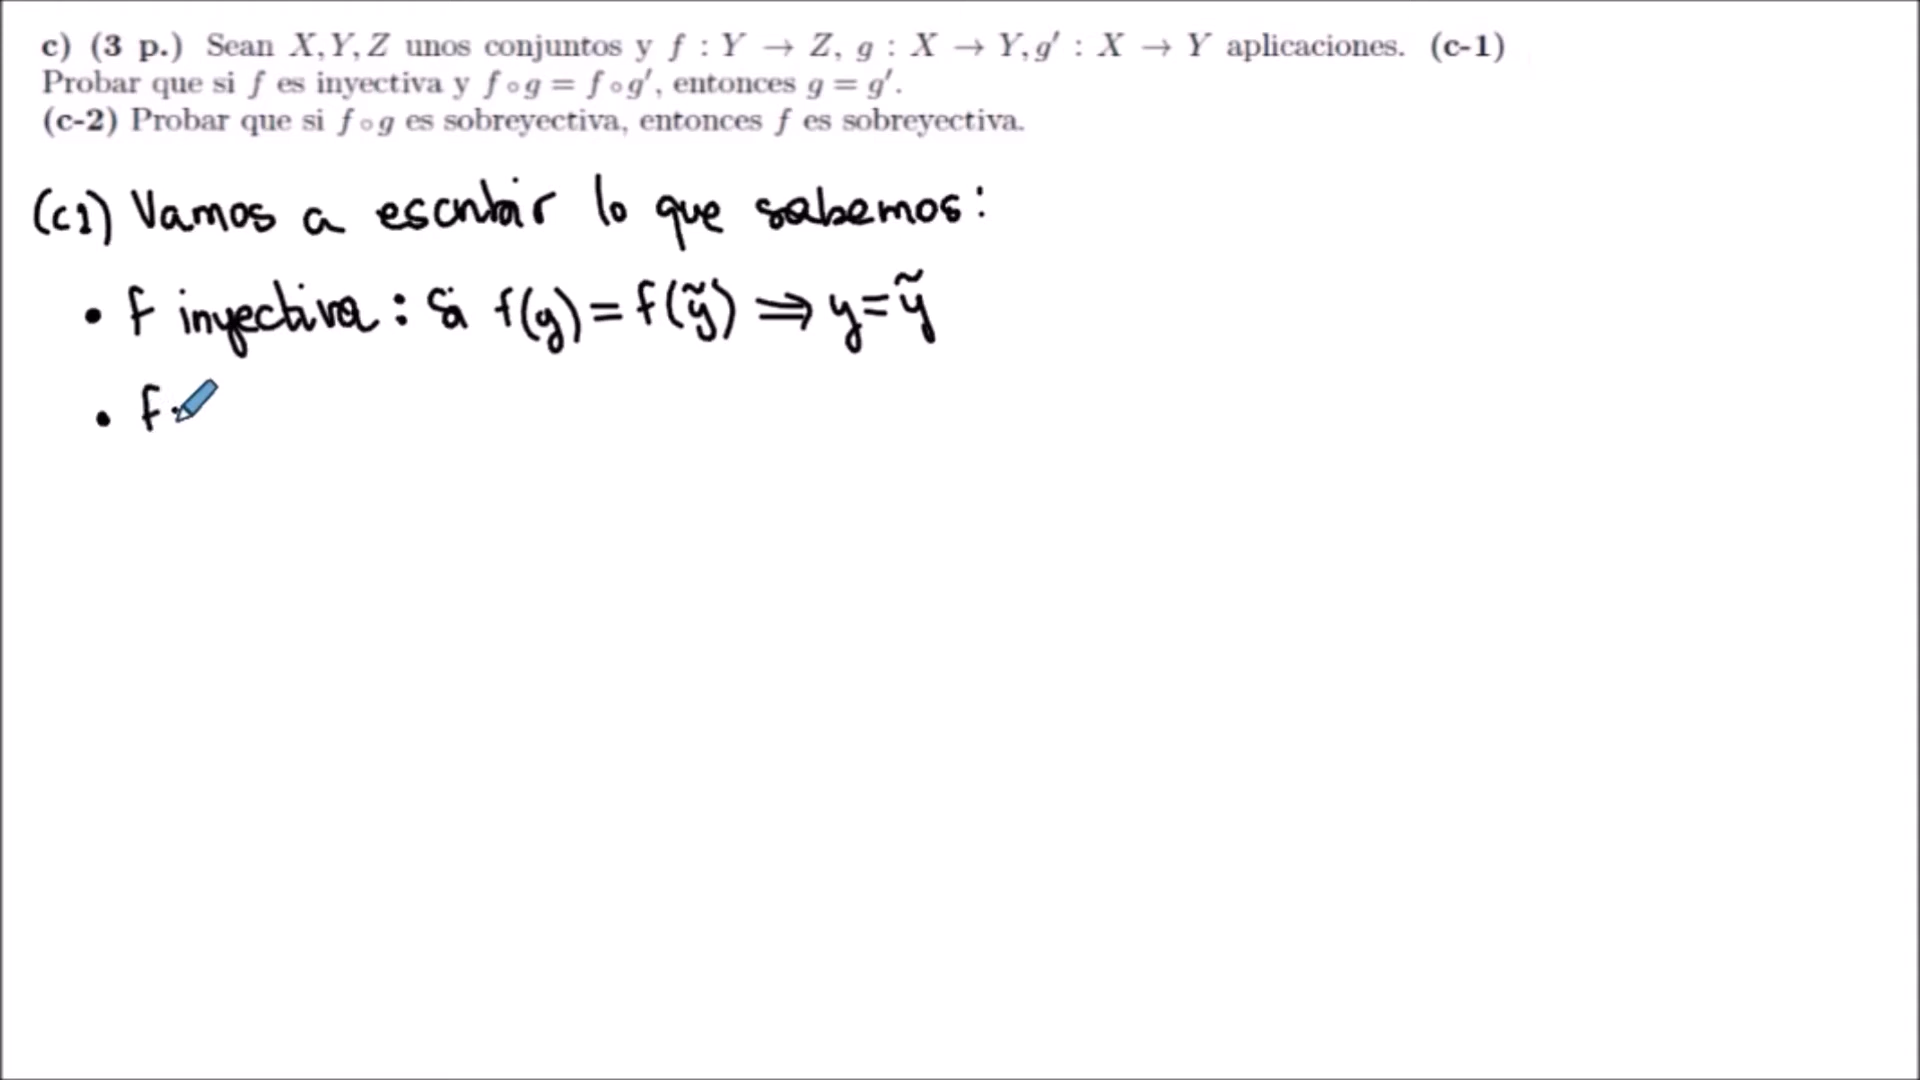 c) (3 p.) Sean X, Y, Z unos conjuntos y f : Y → Z, g : X → Y, g′ : X → Y aplicaciones. (c-1)
Probar que si f es inyectiva y f ∘ g = f ∘ g′, entonces g = g′.
(c-2) Probar que si f ∘ g es sobreyectiva, entonces f es sobreyectiva.
(c1) Vamos a escribir lo que sabemos:
• f inyectiva : Si f(y) = f(ỹ) ⟹ y = ỹ
• f